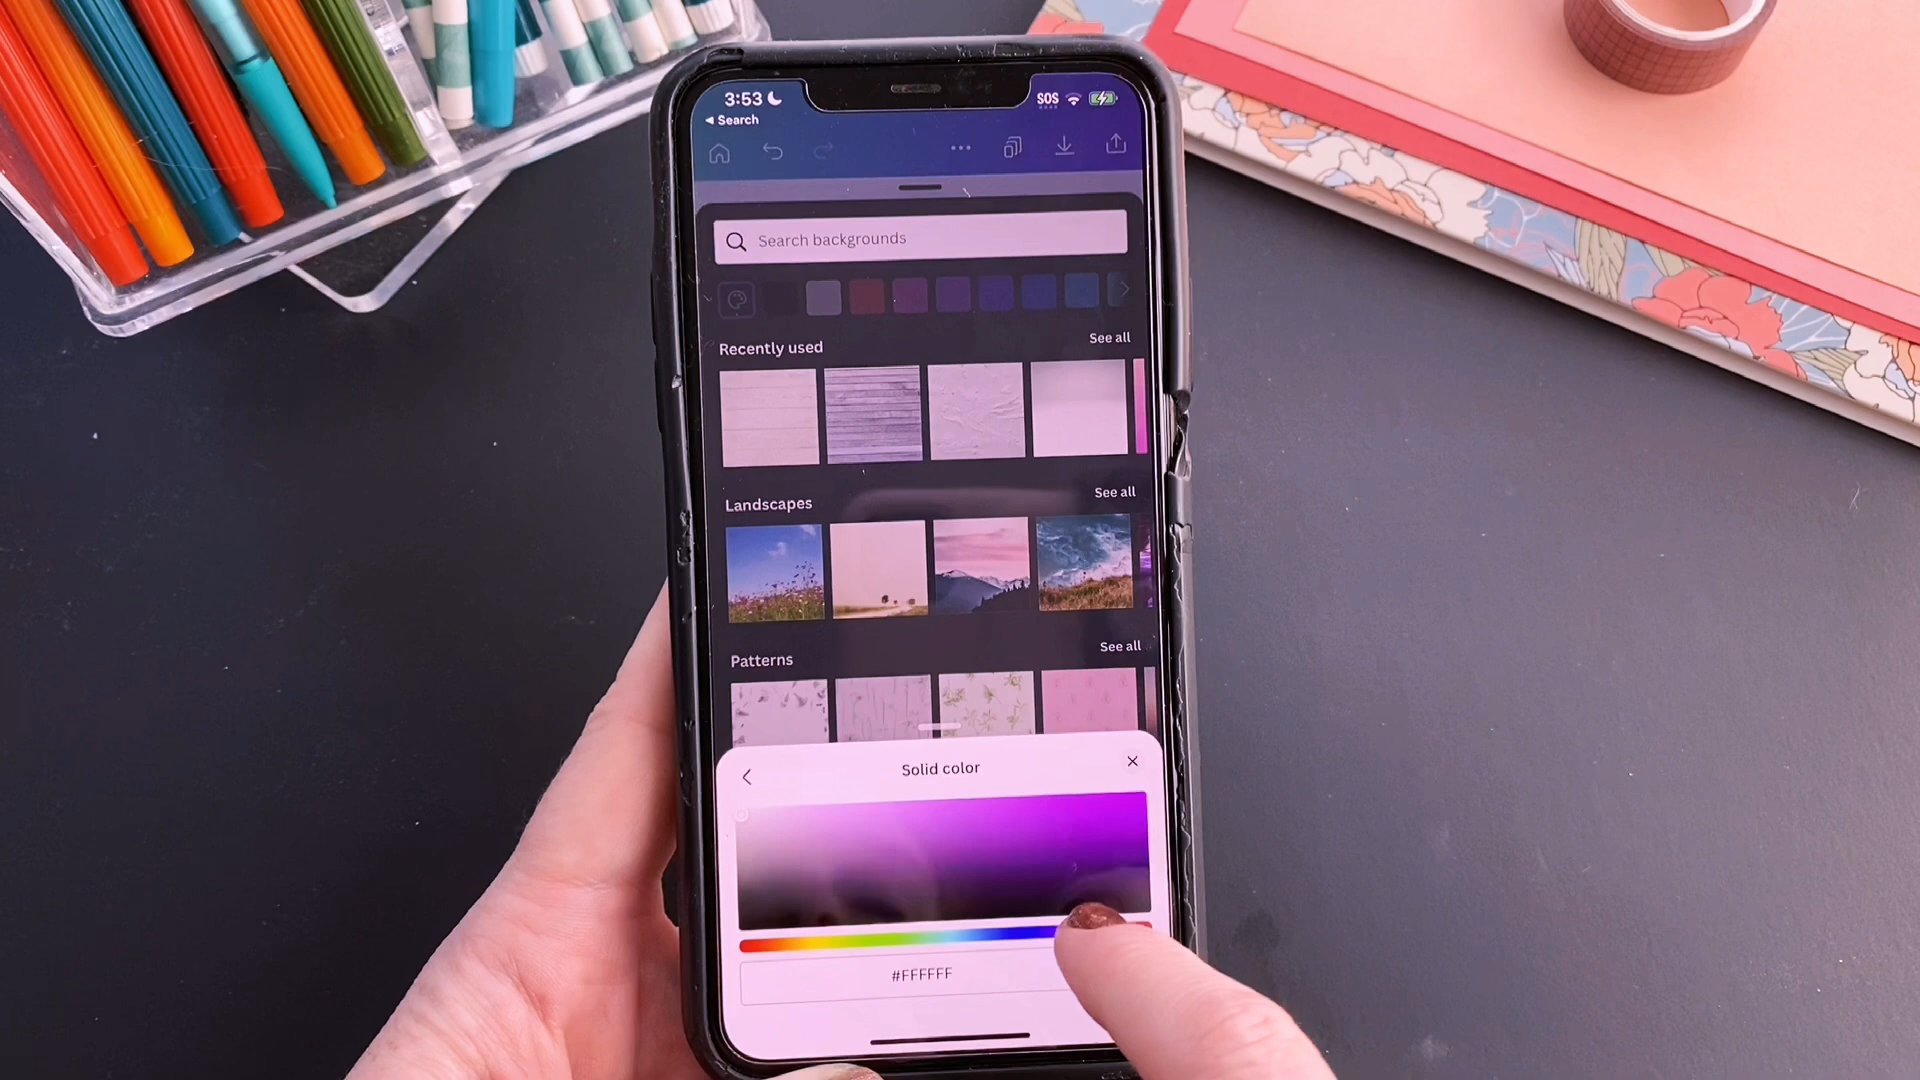 3:53
SOS
◀ Search
Search backgrounds
Recently used
See all
Landscapes
See all
Patterns
See all
Solid color
#FFFFFF